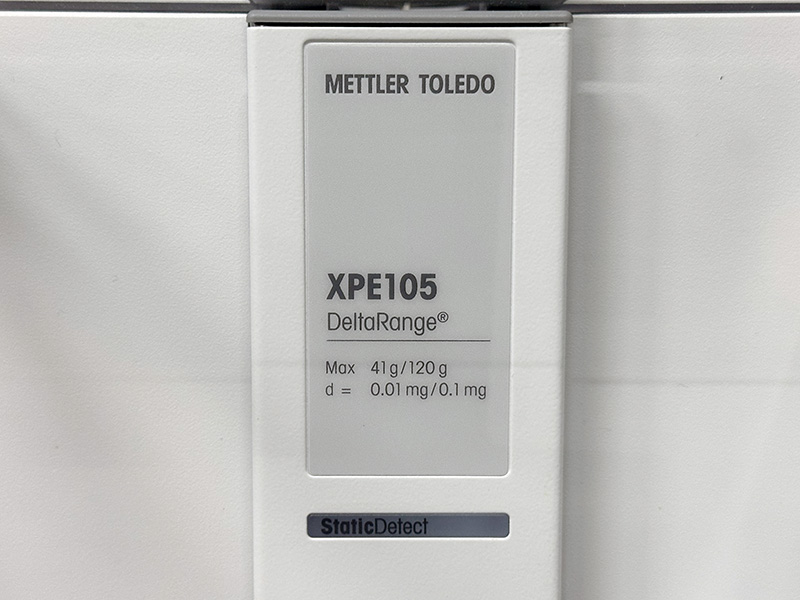 METTLER TOLEDO
XPE105
DeltaRange®
Max 41g/120g
d = 0.01mg/0.1mg
StaticDetect